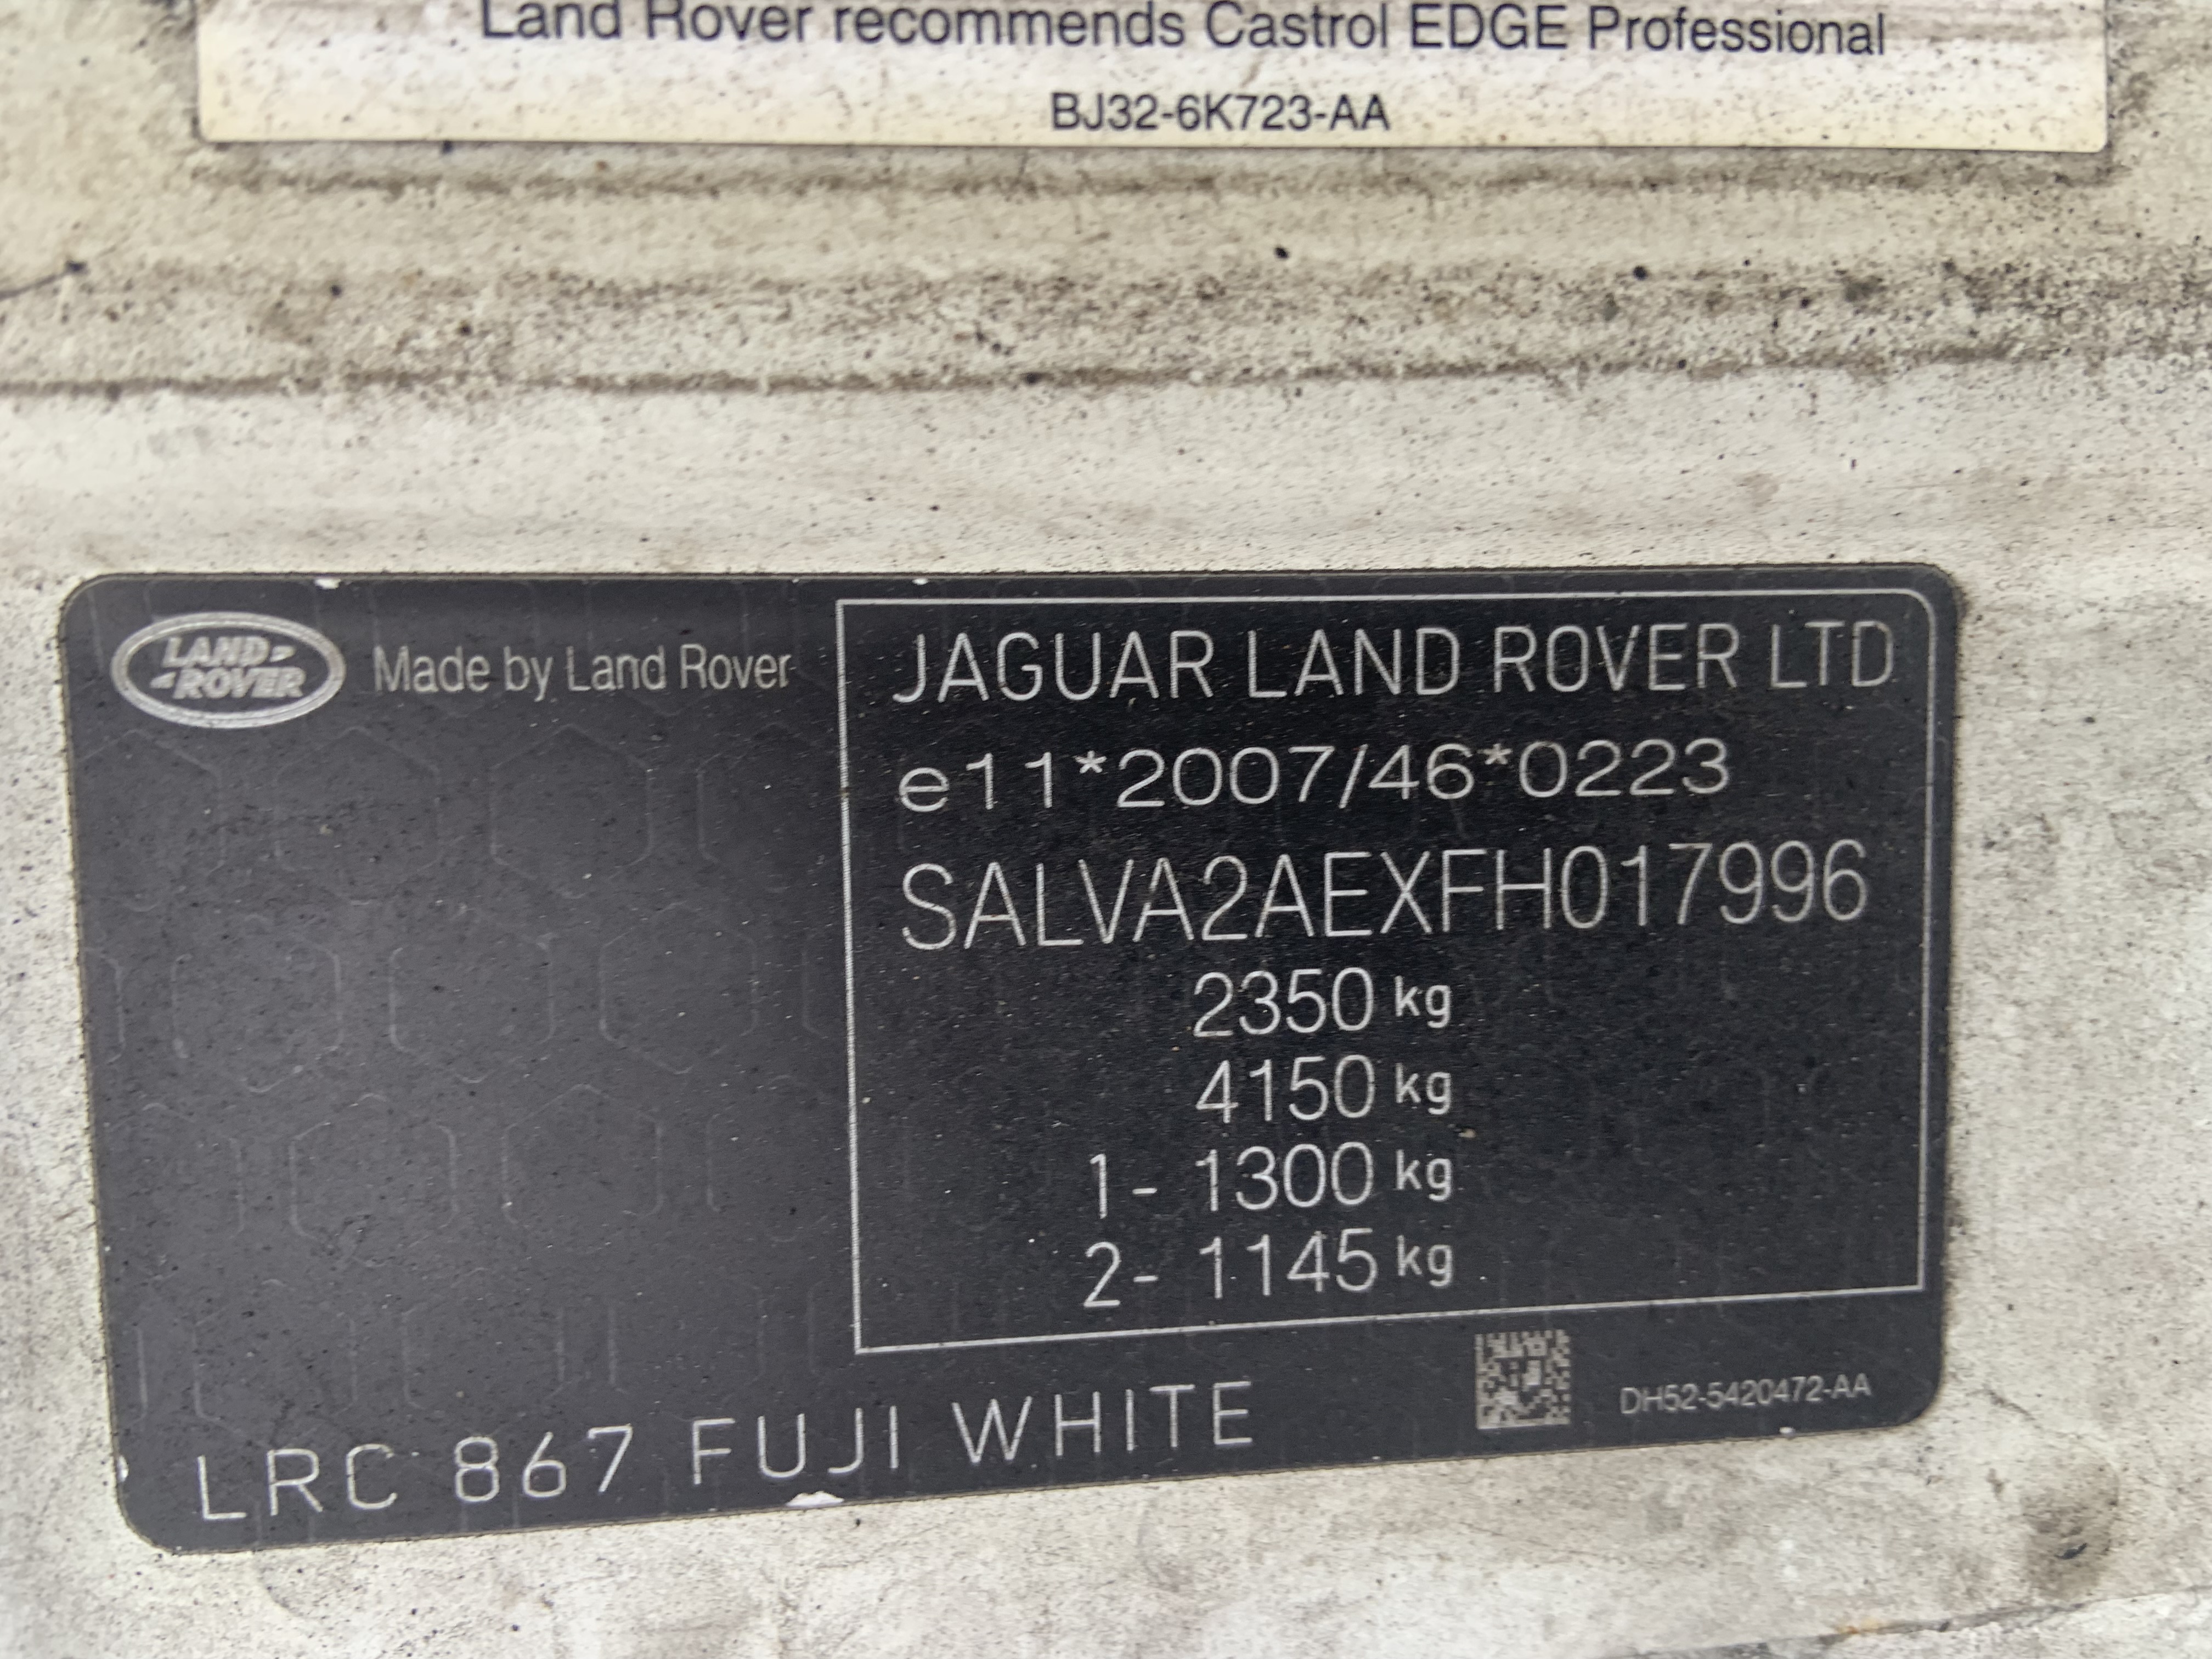 Land Rover recommends Castrol EDGE Professional
BJ32-6K723-AA
LAND ROVER
Made by Land Rover
JAGUAR LAND ROVER LTD
e11*2007/46*0223
SALVA2AEXFH017996
2350 kg
4150 kg
1- 1300 kg
2- 1145 kg
LRC 867 FUJI WHITE
DH52-5420472-AA